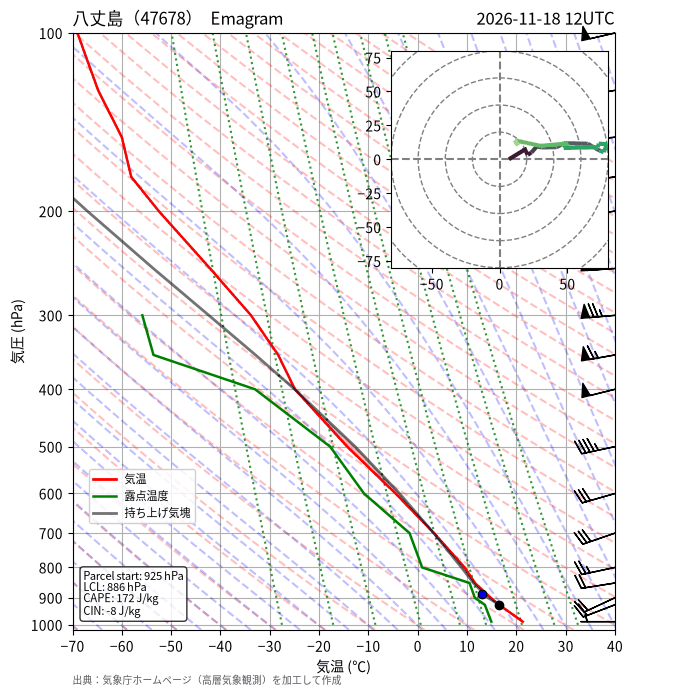 八丈島（47678） Emagram
2026-11-18 12UTC
100
200
300
400
500
600
700
800
900
1000
気圧 (hPa)
75
50
25
0
−25
−50
−75
−50
0
50
気温
露点温度
持ち上げ気塊
Parcel start: 925 hPa
LCL: 886 hPa
CAPE: 172 J/kg
CIN: -8 J/kg
−70
−60
−50
−40
−30
−20
−10
0
10
20
30
40
気温 (℃)
出典：気象庁ホームページ（高層気象観測）を加工して作成